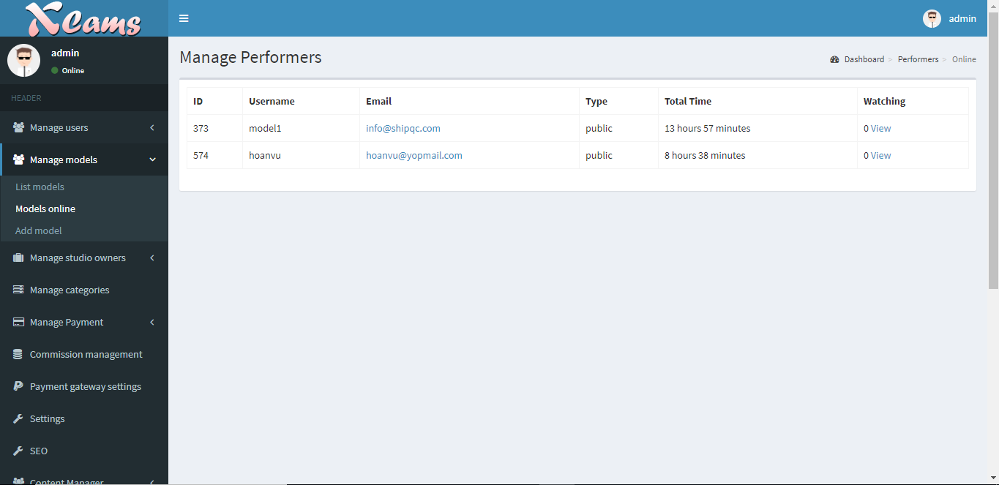 XCams
admin
admin
Online
HEADER
Manage users
Manage models
List models
Models online
Add model
Manage studio owners
Manage categories
Manage Payment
Commission management
Payment gateway settings
Settings
SEO
Content Manager
Manage Performers
Dashboard > Performers > Online
ID Username Email Type Total Time Watching
373 model1 info@shipqc.com public 13 hours 57 minutes 0 View
574 hoanvu hoanvu@yopmail.com public 8 hours 38 minutes 0 View